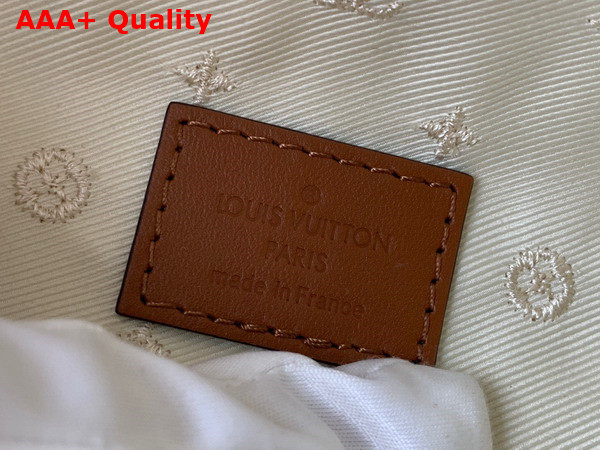 AAA+ Quality
LOUIS VUITTON
PARIS
made in France